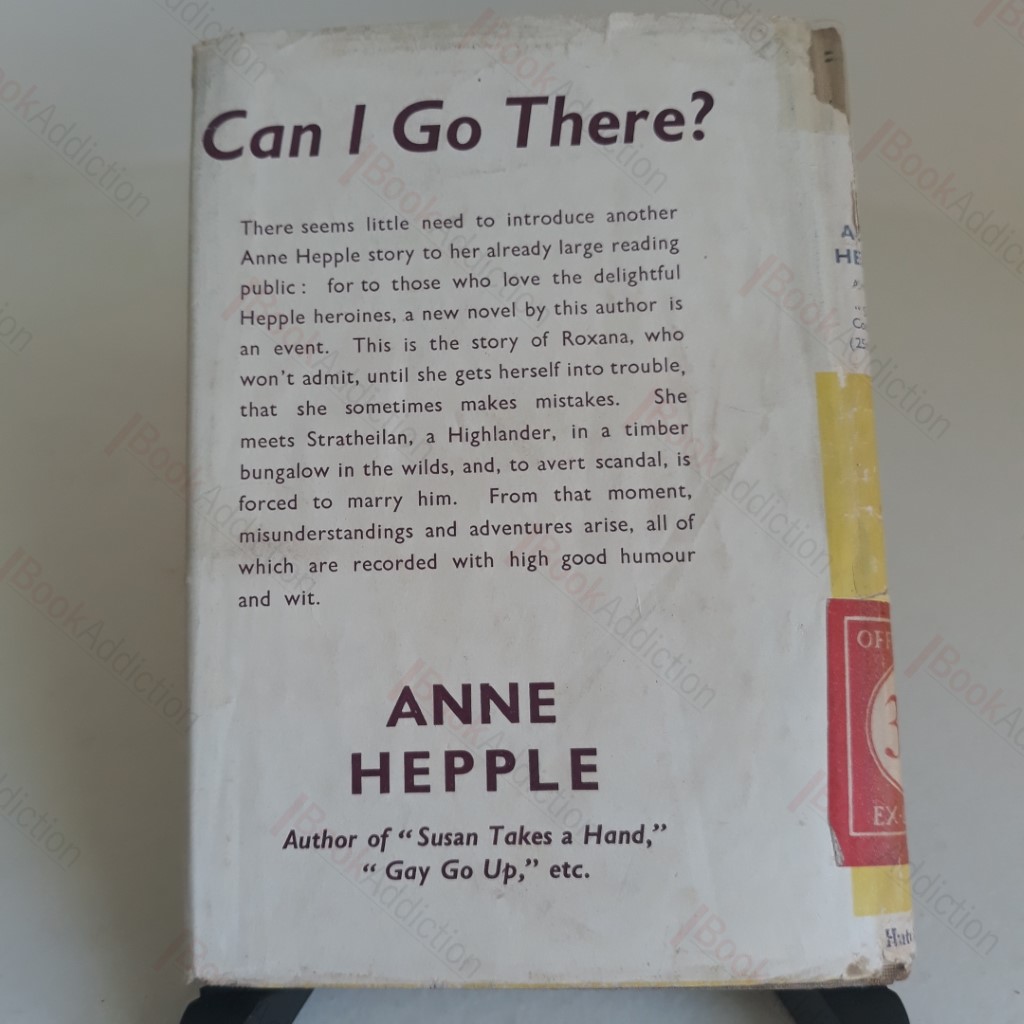 Can I Go There?
There seems little need to introduce another
Anne Hepple story to her already large reading
public : for to those who love the delightful
Hepple heroines, a new novel by this author is
an event. This is the story of Roxana, who
won't admit, until she gets herself into trouble,
that she sometimes makes mistakes. She
meets Stratheilan, a Highlander, in a timber
bungalow in the wilds, and, to avert scandal, is
forced to marry him. From that moment,
misunderstandings and adventures arise, all of
which are recorded with high good humour
and wit.
ANNE
HEPPLE
Author of "Susan Takes a Hand,"
"Gay Go Up," etc.
BookAddiction